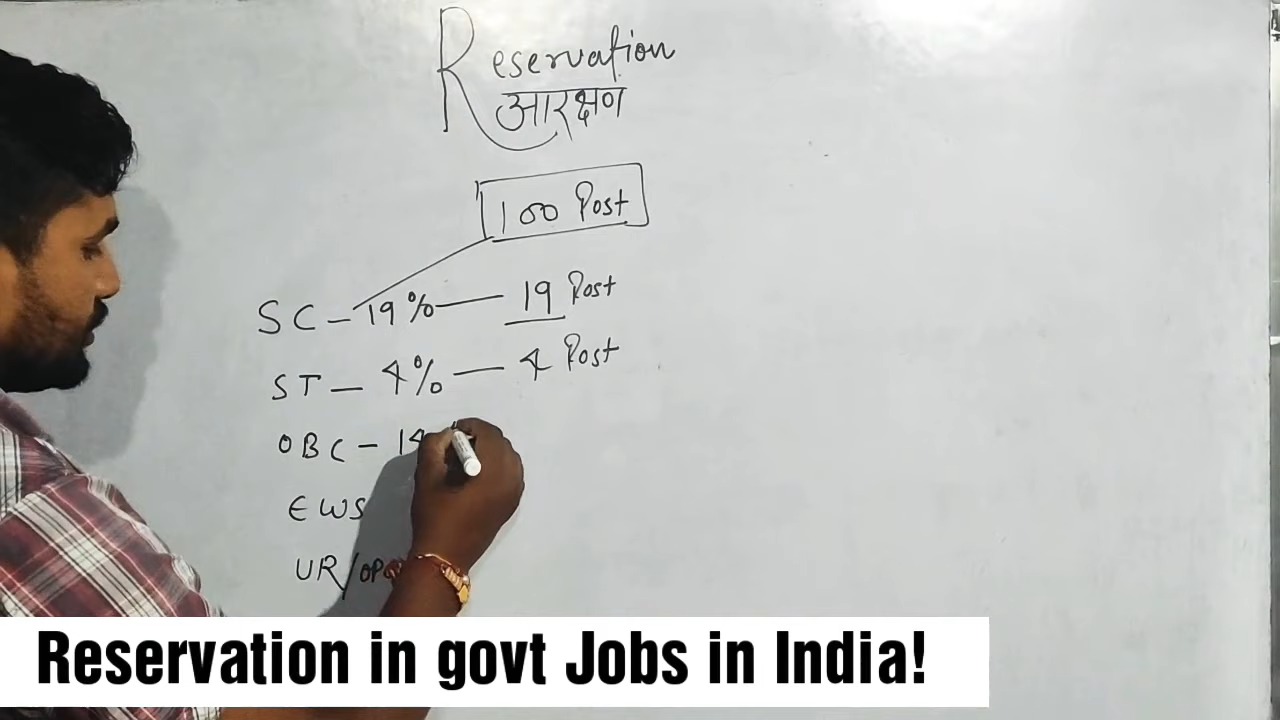 Reservation
आरक्षण
100 Post
SC - 19% — 19 Post
ST — 4% — 4 Post
OBC - 14
EWS
UR/
Reservation in govt Jobs in India!